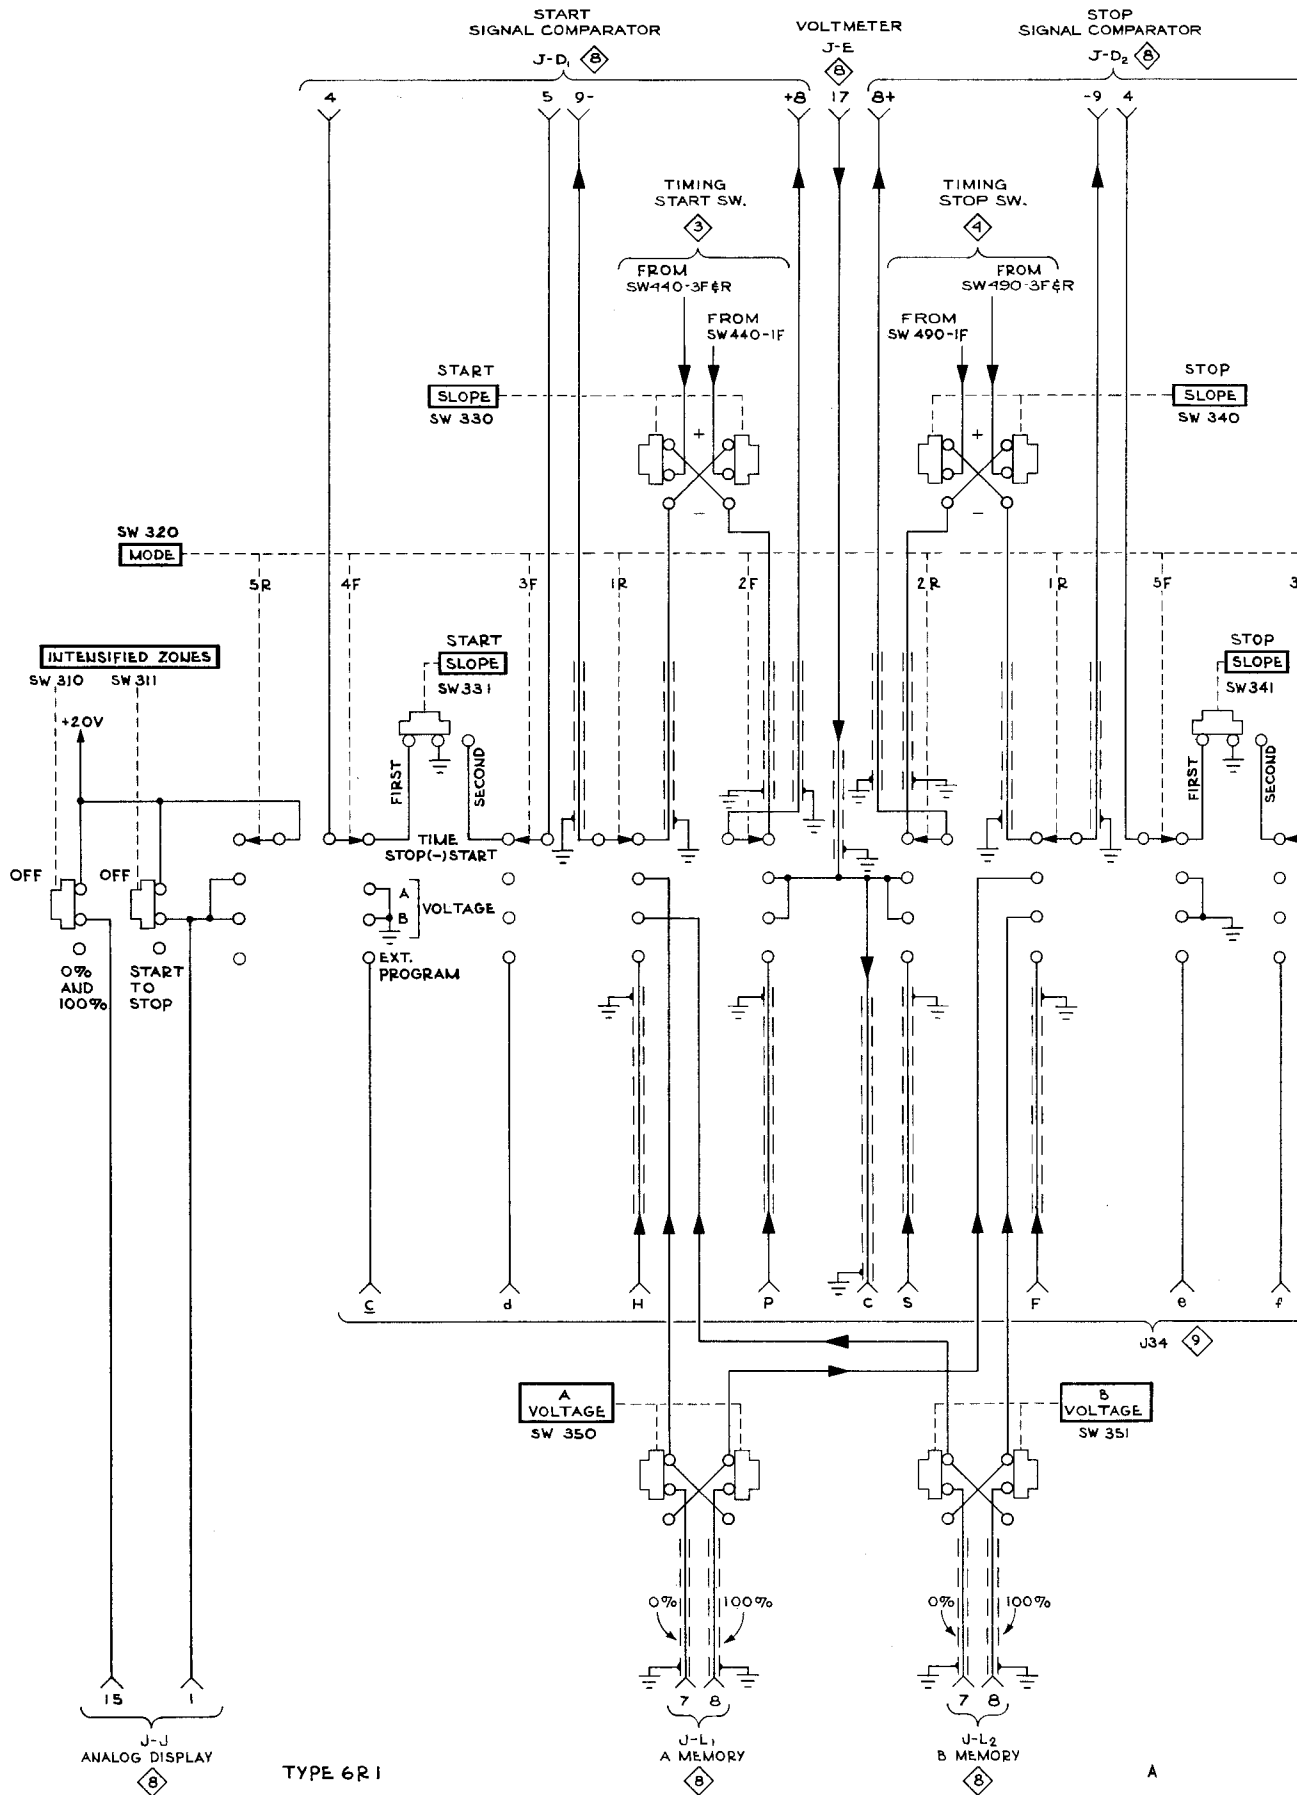 START
SIGNAL COMPARATOR
J-D₁ 8
VOLTMETER
J-E
8
STOP
SIGNAL COMPARATOR
J-D₂ 8
4
5
9-
+8
17
8+
-9
4
TIMING
START SW.
3
TIMING
STOP SW.
4
FROM
SW440-3F&R
FROM
SW440-1F
FROM
SW490-3F&R
FROM
SW490-1F
START
SLOPE
SW 330
STOP
SLOPE
SW 340
+
−
+
−
SW 320
MODE
5R
4F
3F
1R
2F
2R
1R
5F
3
INTENSIFIED ZONES
SW 310
SW 311
+20V
START
SLOPE
SW331
STOP
SLOPE
SW341
FIRST
SECOND
FIRST
SECOND
TIME
STOP(-)START
OFF
OFF
A
B
VOLTAGE
EXT.
PROGRAM
0%
AND
100%
START
TO
STOP
c
d
H
P
C
S
F
e
f
J34 9
A
VOLTAGE
SW 350
B
VOLTAGE
SW 351
0%
100%
0%
100%
15
1
7
8
7
8
J-J
ANALOG DISPLAY
8
J-L₁
A MEMORY
8
J-L₂
B MEMORY
8
TYPE 6R1
A